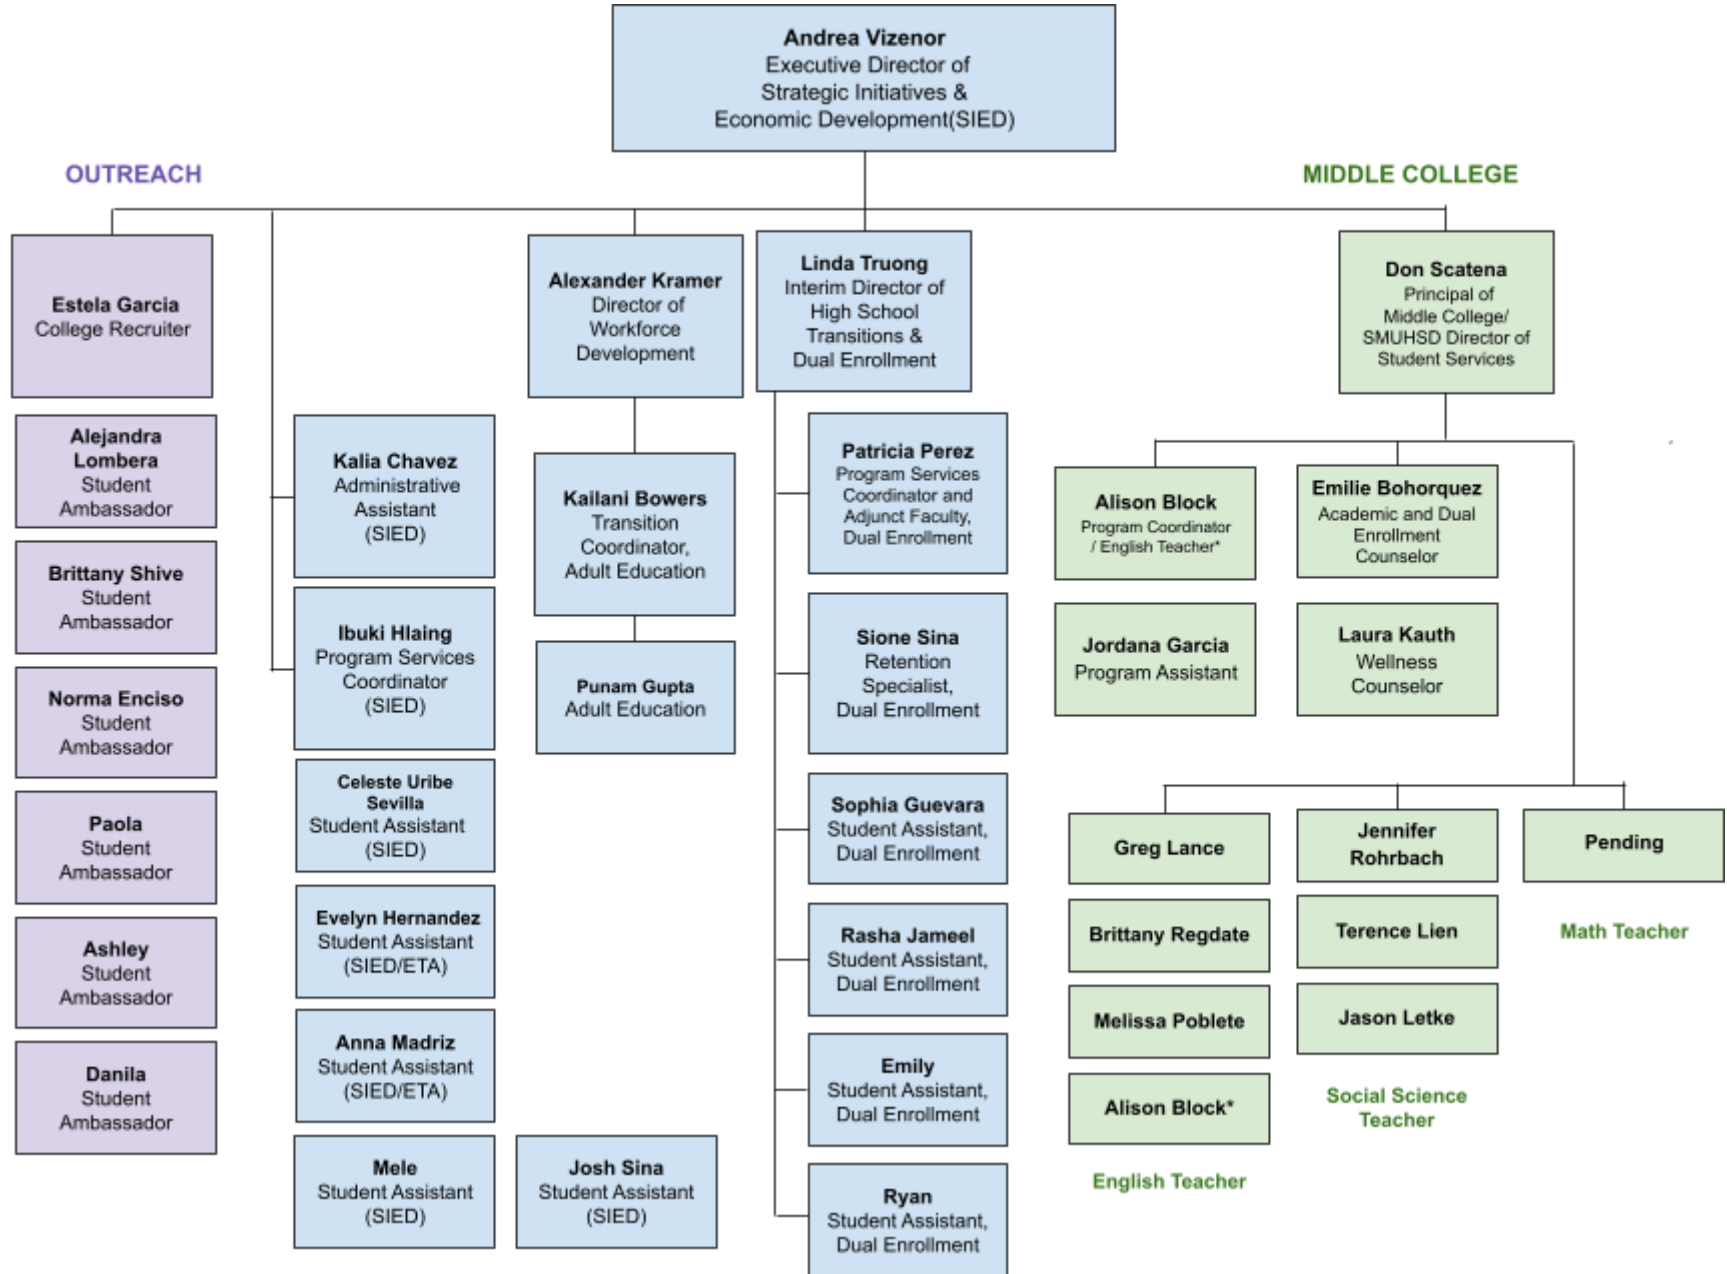 Andrea Vizenor
Executive Director of
Strategic Initiatives &
Economic Development(SIED)
OUTREACH
MIDDLE COLLEGE
Estela Garcia
College Recruiter
Alejandra
Lombera
Student
Ambassador
Brittany Shive
Student
Ambassador
Norma Enciso
Student
Ambassador
Paola
Student
Ambassador
Ashley
Student
Ambassador
Danila
Student
Ambassador
Kalia Chavez
Administrative
Assistant
(SIED)
Ibuki Hlaing
Program Services
Coordinator
(SIED)
Celeste Uribe
Sevilla
Student Assistant
(SIED)
Evelyn Hernandez
Student Assistant
(SIED/ETA)
Anna Madriz
Student Assistant
(SIED/ETA)
Mele
Student Assistant
(SIED)
Josh Sina
Student Assistant
(SIED)
Alexander Kramer
Director of
Workforce
Development
Kailani Bowers
Transition
Coordinator,
Adult Education
Punam Gupta
Adult Education
Linda Truong
Interim Director of
High School
Transitions &
Dual Enrollment
Patricia Perez
Program Services
Coordinator and
Adjunct Faculty,
Dual Enrollment
Sione Sina
Retention
Specialist,
Dual Enrollment
Sophia Guevara
Student Assistant,
Dual Enrollment
Rasha Jameel
Student Assistant,
Dual Enrollment
Emily
Student Assistant,
Dual Enrollment
Ryan
Student Assistant,
Dual Enrollment
Don Scatena
Principal of
Middle College/
SMUHSD Director of
Student Services
Alison Block
Program Coordinator
/ English Teacher*
Jordana Garcia
Program Assistant
Emilie Bohorquez
Academic and Dual
Enrollment
Counselor
Laura Kauth
Wellness
Counselor
Greg Lance
Brittany Regdate
Melissa Poblete
Alison Block*
English Teacher
Jennifer
Rohrbach
Terence Lien
Jason Letke
Social Science
Teacher
Pending
Math Teacher